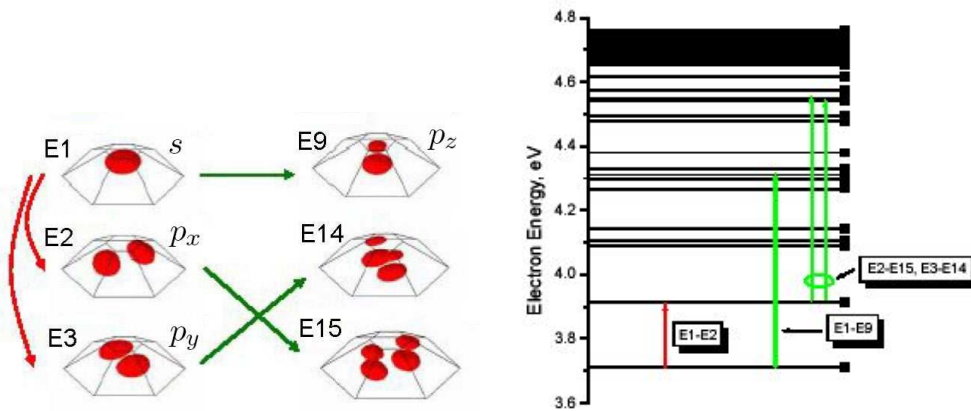 E1
s
E9
p_z
E2
p_x
E14
E3
p_y
E15
Electron Energy, eV
4.8
4.6
4.4
4.2
4.0
3.8
3.6
E2-E15, E3-E14
E1-E9
E1-E2